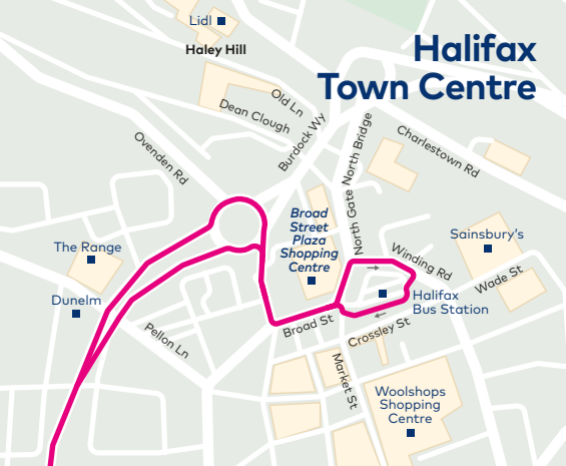 Lidl
Haley Hill
Halifax
Town Centre
Old Ln
Dean Clough
Burdock Wy
North Bridge
Charlestown Rd
Ovenden Rd
Broad
Street
Plaza
Shopping
Centre
North Gate
Sainsbury's
The Range
Winding Rd
Wade St
Dunelm
Halifax
Bus Station
Broad St
Crossley St
Pellon Ln
Market St
Woolshops
Shopping
Centre